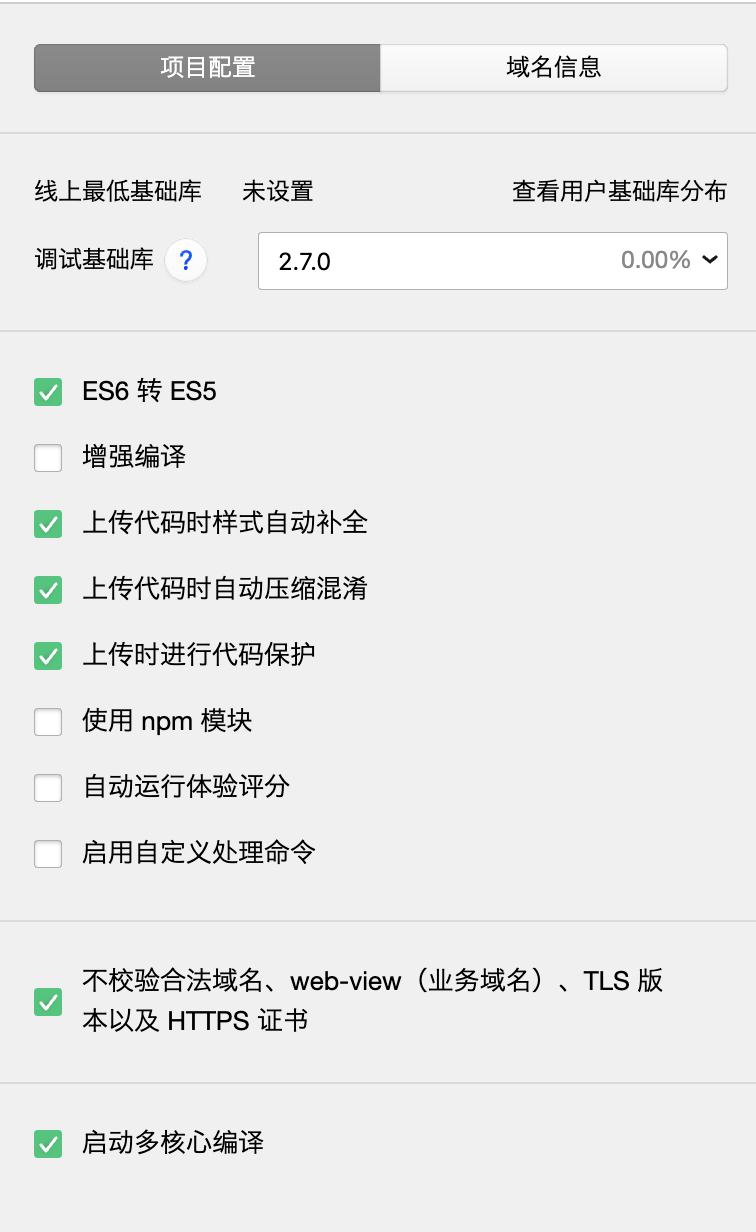 项目配置 域名信息
线上最低基础库 未设置 查看用户基础库分布
调试基础库 ? 2.7.0 0.00%
ES6 转 ES5
增强编译
上传代码时样式自动补全
上传代码时自动压缩混淆
上传时进行代码保护
使用 npm 模块
自动运行体验评分
启用自定义处理命令
不校验合法域名、web-view（业务域名）、TLS 版
本以及 HTTPS 证书
启动多核心编译